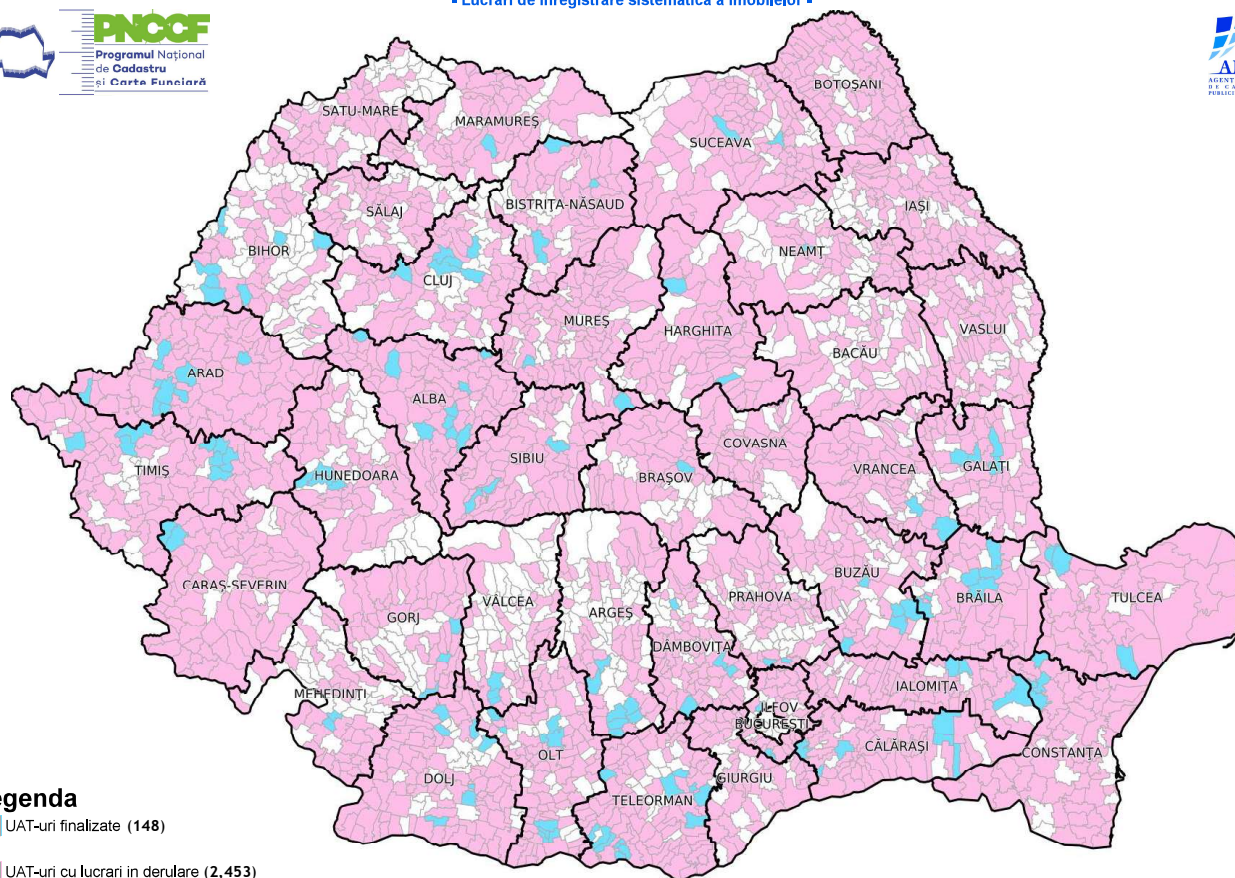 - Lucrari de inregistrare sistematica a imobilelor -
PNCCF
Programul Național
de Cadastru
și Carte Funciară
BOTOȘANI
SATU-MARE
MARAMUREȘ
SUCEAVA
SĂLAJ
BISTRIȚA-NĂSAUD
IAȘI
BIHOR
NEAMȚ
CLUJ
MUREȘ
HARGHITA
VASLUI
BACĂU
ARAD
ALBA
COVASNA
SIBIU
VRANCEA
GALAȚI
TIMIȘ
HUNEDOARA
BRAȘOV
BUZĂU
CARAȘ-SEVERIN
PRAHOVA
BRĂILA
TULCEA
VÂLCEA
ARGEȘ
GORJ
DÂMBOVIȚA
IALOMIȚA
MEHEDINȚI
ILFOV
BUCUREȘTI
CĂLĂRAȘI
CONSTANȚA
OLT
DOLJ
GIURGIU
TELEORMAN
egenda
UAT-uri finalizate (148)
UAT-uri cu lucrari in derulare (2,453)